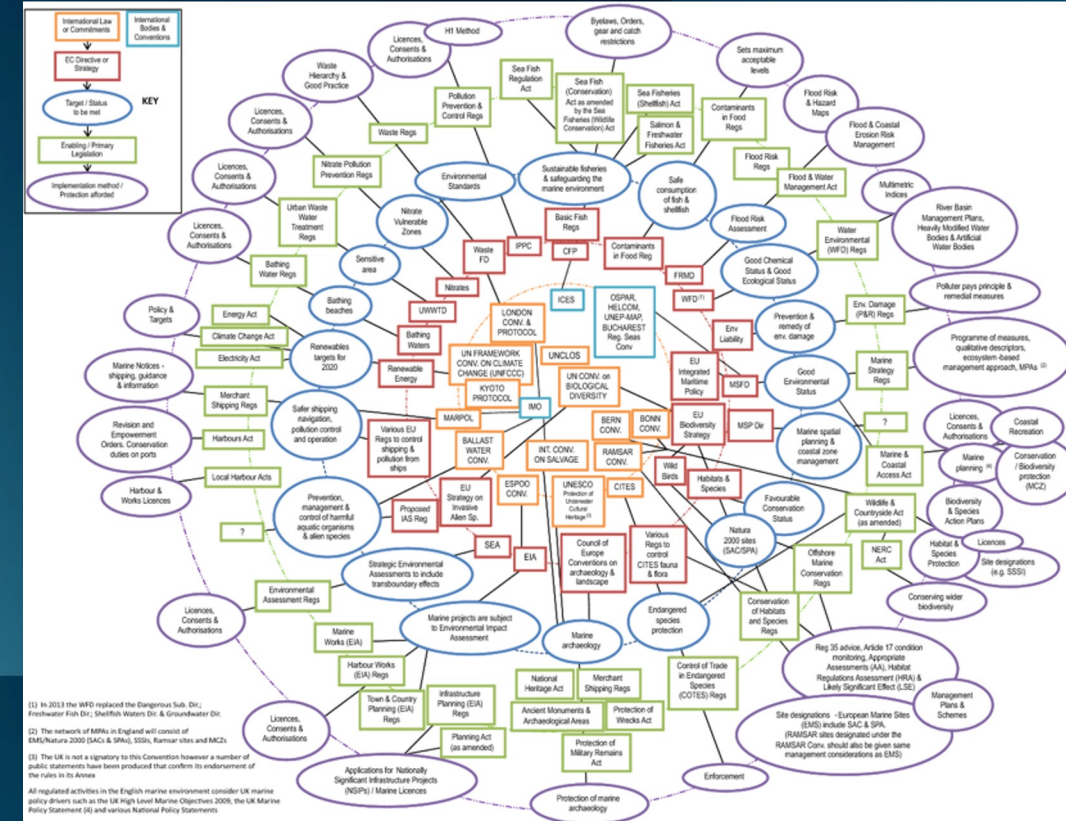 International Law
or Commitments
International
Bodies &
Conventions
EC Directive or
Strategy
Target / Status
to be met
KEY
Enabling / Primary
Legislation
Implementation method /
Protection afforded
H1 Method
Licences,
Consents &
Authorisations
Waste
Hierarchy &
Good Practice
Licences,
Consents &
Authorisations
Licences,
Consents &
Authorisations
Licences,
Consents &
Authorisations
Policy &
Targets
Marine Notices -
shipping, guidance
& information
Revision and
Empowerment
Orders. Conservation
duties on ports
Harbour &
Works Licences
Licences,
Consents &
Authorisations
Licences,
Consents &
Authorisations
Applications for Nationally
Significant Infrastructure Projects
(NSIPs) / Marine Licences
Protection of marine
archaeology
Enforcement
Byelaws, Orders,
gear and catch
restrictions
Sets maximum
acceptable
levels
Flood Risk
& Hazard
Maps
Flood & Coastal
Erosion Risk
Management
Multimetric
Indices
River Basin
Management Plans,
Heavily Modified Water
Bodies & Artificial
Water Bodies
Polluter pays principle &
remedial measures
Programme of measures,
qualitative descriptors,
ecosystem -based
management approach, MPAs (2)
Licences,
Consents &
Authorisations
Coastal
Recreation
Marine
planning (4)
Conservation
/ Biodiversity
protection
(MCZ)
Biodiversity
& Species
Action Plans
Habitat &
Species
Protection
Licences
Site designations
(e.g. SSSI)
Conserving wider
biodiversity
Reg 35 advice, Article 17 condition
monitoring, Appropriate
Assessments (AA), Habitat
Regulations Assessment (HRA) &
Likely Significant Effect (LSE)
Management
Plans &
Schemes
Site designations - European Marine Sites
(EMS) include SAC & SPA,
(RAMSAR sites designated under the
RAMSAR Conv. should also be given same
management considerations as EMS)
Sea Fish
Regulation
Act
Sea Fish
(Conservation)
Act as amended
by the Sea
Fisheries (Wildlife
Conservation) Act
Sea Fisheries
(Shellfish) Act
Salmon &
Freshwater
Fisheries Act
Contaminants
in Food
Regs
Flood Risk
Regs
Flood & Water
Management Act
Water
Environmental
(WFD) Regs
Env. Damage
(P&R) Regs
Marine
Strategy
Regs
?
Marine &
Coastal
Access Act
Wildlife &
Countryside Act
(as amended)
NERC
Act
Offshore
Marine
Conservation
Regs
Conservation
of Habitats
and Species
Regs
Control of Trade
in Endangered
Species
(COTES) Regs
Pollution
Prevention &
Control Regs
Waste Regs
Nitrate Pollution
Prevention Regs
Urban Waste
Water
Treatment
Regs
Bathing
Water Regs
Energy Act
Climate Change Act
Electricity Act
Merchant
Shipping Regs
Harbours Act
Local Harbour Acts
?
Environmental
Assessment Regs
Marine
Works (EIA)
Harbour Works
(EIA) Regs
Town & Country
Planning (EIA)
Regs
Infrastructure
Planning (EIA)
Regs
Planning Act
(as amended)
National
Heritage Act
Merchant
Shipping Regs
Ancient Monuments &
Archaeological Areas
Protection of
Wrecks Act
Protection of
Military Remains
Act
Environmental
Standards
Sustainable fisheries
& safeguarding the
marine environment
Safe
consumption
of fish &
shellfish
Flood Risk
Assessment
Good Chemical
Status & Good
Ecological Status
Prevention &
remedy of
env. damage
Good
Environmental
Status
Marine spatial
planning &
coastal zone
management
Favourable
Conservation
Status
Natura
2000 sites
(SAC/SPA)
Endangered
species
protection
Marine
archaeology
Marine projects are subject
to Environmental Impact
Assessment
Strategic Environmental
Assessments to include
transboundary effects
Prevention,
management &
control of harmful
aquatic organisms
& alien species
Safer shipping
navigation,
pollution control
and operation
Renewables
targets for
2020
Bathing
beaches
Sensitive
area
Nitrate
Vulnerable
Zones
Waste
FD
IPPC
Basic Fish
Regs
CFP
Contaminants
in Food Reg
FRMD
WFD(1)
Env
Liability
MSFD
MSP Dir
EU
Integrated
Maritime
Policy
EU
Biodiversity
Strategy
Wild
Birds
Habitats &
Species
Various
Regs to
control
CITES fauna
& flora
Council of
Europe
Conventions on
archaeology &
landscape
EIA
SEA
Proposed
IAS Reg
EU
Strategy on
Invasive
Alien Sp.
Various EU
Regs to control
shipping &
pollution from
ships
Renewable
Energy
Bathing
Waters
UWWTD
Nitrates
ICES
OSPAR,
HELCOM,
UNEP-MAP,
BUCHAREST
Reg. Seas
Conv
LONDON
CONV. &
PROTOCOL
UN FRAMEWORK
CONV. ON CLIMATE
CHANGE (UNFCCC)
UNCLOS
KYOTO
PROTOCOL
UN CONV. on
BIOLOGICAL
DIVERSITY
IMO
MARPOL
BERN
CONV.
BONN
CONV.
BALLAST
WATER
CONV.
INT. CONV.
ON SALVAGE
RAMSAR
CONV.
ESPOO
CONV.
UNESCO
Protection of
Underwater
Cultural
Heritage (3)
CITES
(1) In 2013 the WFD replaced the Dangerous Sub. Dir.;
Freshwater Fish Dir.; Shellfish Waters Dir. & Groundwater Dir.
(2) The network of MPAs in England will consist of
EMS/Natura 2000 (SACs & SPAs), SSSIs, Ramsar sites and MCZs
(3) The UK is not a signatory to this Convention however a number of
public statements have been produced that confirm its endorsement of
the rules in its Annex
All regulated activities in the English marine environment consider UK marine
policy drivers such as the UK High Level Marine Objectives 2009, the UK Marine
Policy Statement (4) and various National Policy Statements